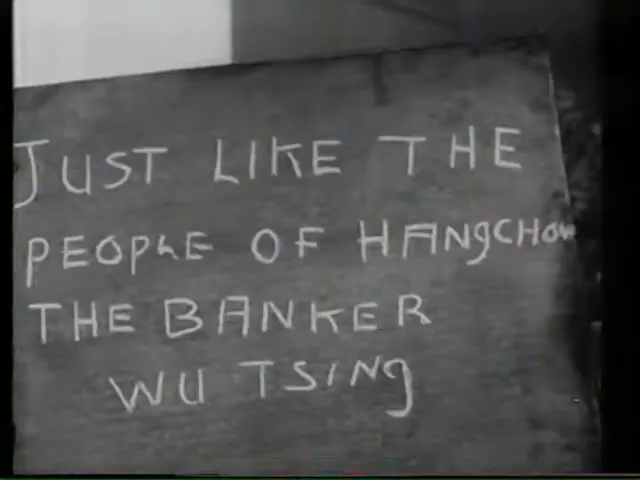 JUST LIKE THE
PEOPLE OF HANGCHOW
THE BANKER
WU TSING